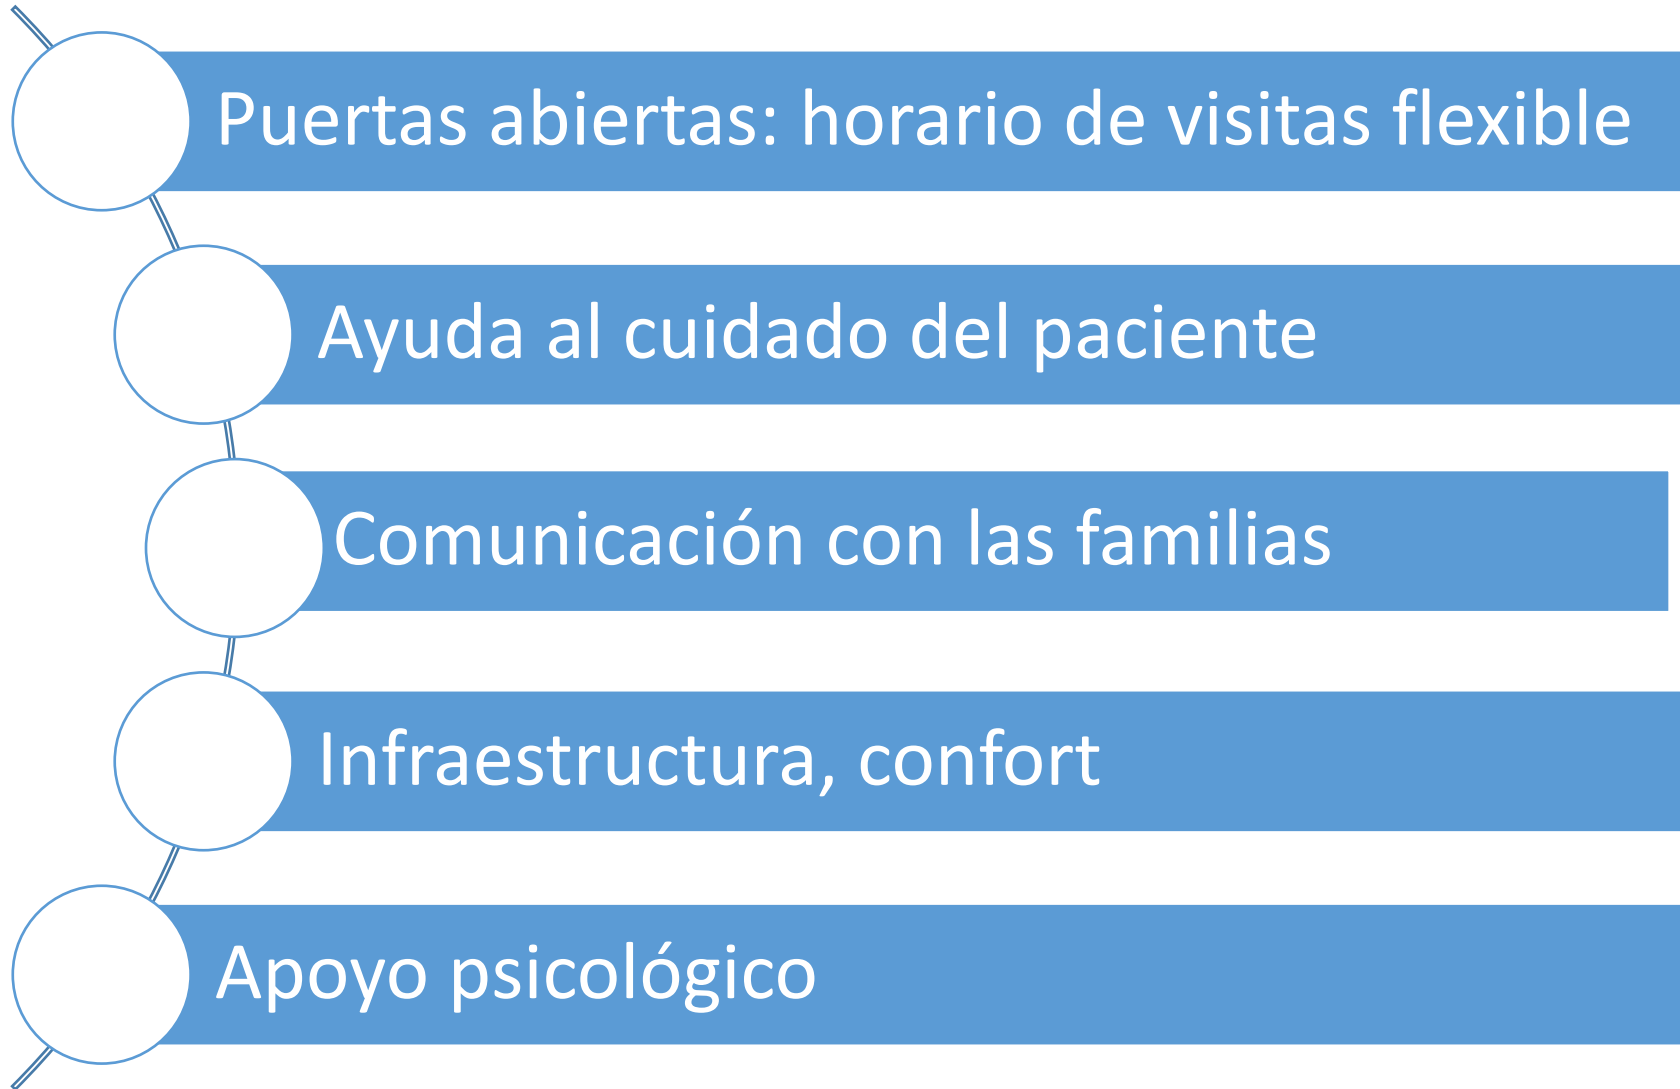 Puertas abiertas: horario de visitas flexible
Ayuda al cuidado del paciente
Comunicación con las familias
Infraestructura, confort
Apoyo psicológico